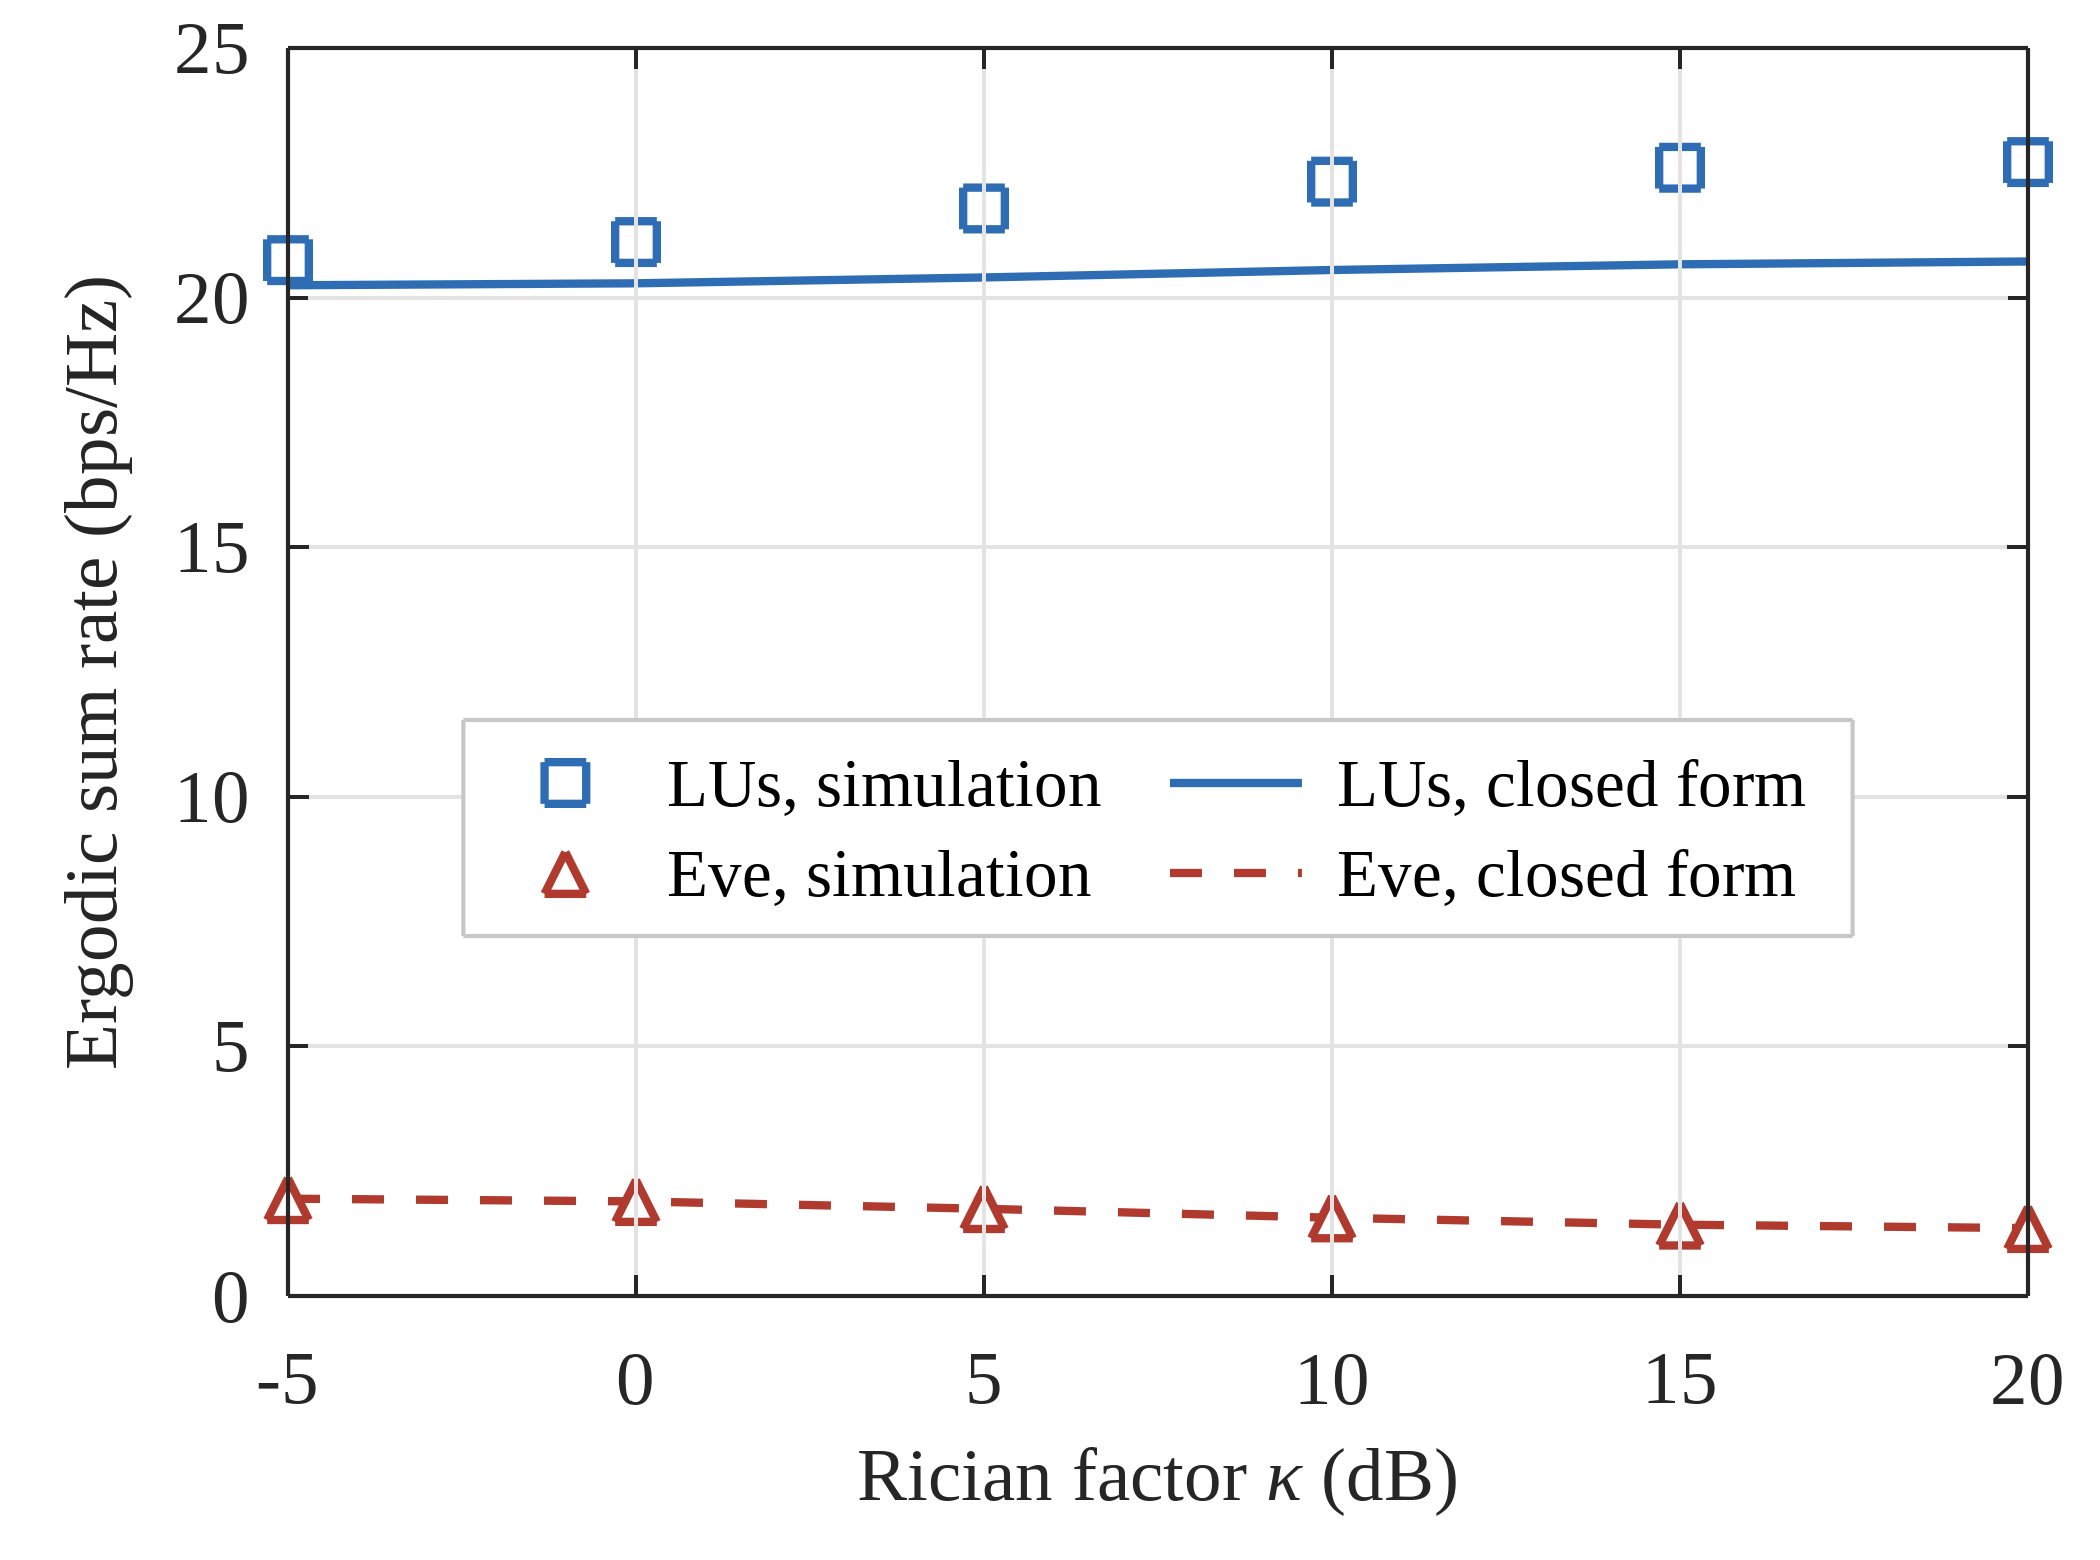 25
20
15
10
5
0
-5 0 5 10 15 20
Ergodic sum rate (bps/Hz)
Rician factor κ (dB)
LUs, simulation LUs, closed form
Eve, simulation Eve, closed form